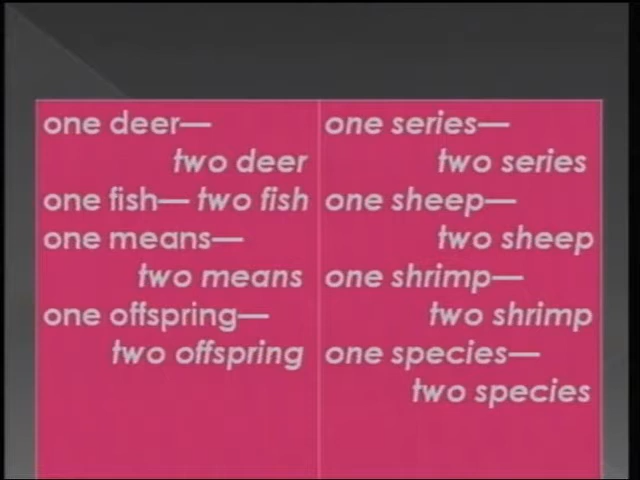 one deer—
two deer
one fish— two fish
one means—
two means
one offspring—
two offspring
one series—
two series
one sheep—
two sheep
one shrimp—
two shrimp
one species—
two species